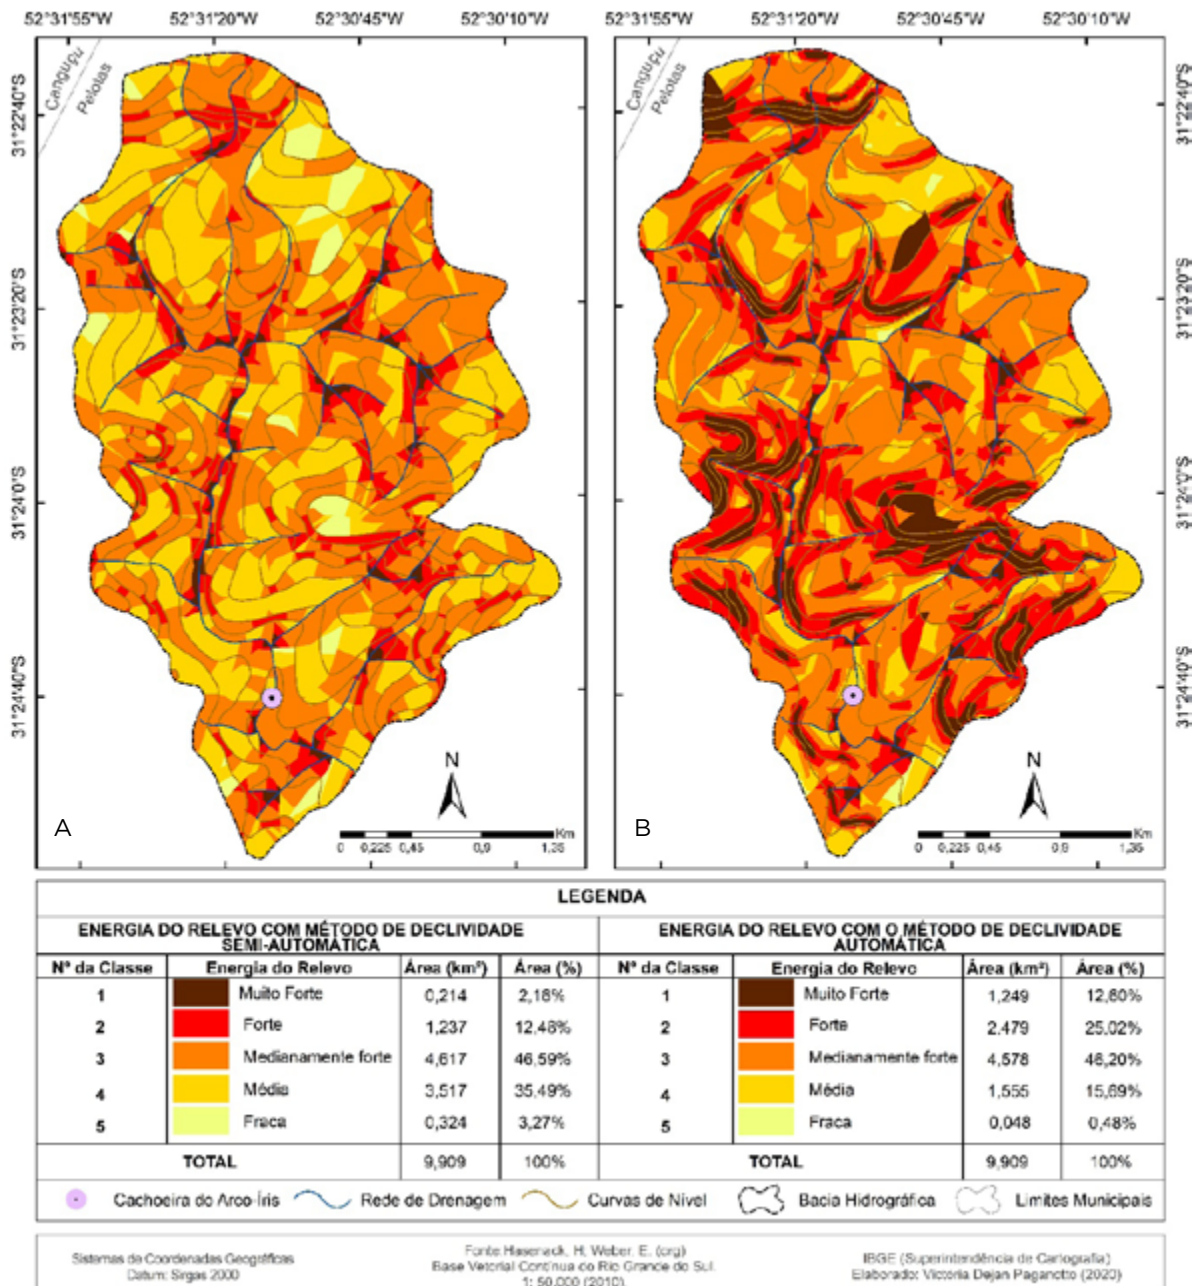 52°31'55"W 52°31'20"W 52°30'45"W 52°30'10"W 52°31'55"W 52°31'20"W 52°30'45"W 52°30'10"W
Canguçu
Pelotas
Canguçu
Pelotas
31°22'40"S
31°23'20"S
31°24'0"S
31°24'40"S
31°22'40"S
31°23'20"S
31°24'0"S
31°24'40"S
N
N
A
B
0 0,225 0,45 0,9 1,35 Km
0 0,225 0,45 0,9 1,35 Km
LEGENDA
ENERGIA DO RELEVO COM MÉTODO DE DECLIVIDADE
SEMI-AUTOMÁTICA
ENERGIA DO RELEVO COM O MÉTODO DE DECLIVIDADE
AUTOMÁTICA
Nº da Classe Energia do Relevo Área (km²) Área (%) Nº da Classe Energia do Relevo Área (km²) Área (%)
1 Muito Forte 0,214 2,16% 1 Muito Forte 1,249 12,60%
2 Forte 1,237 12,48% 2 Forte 2,479 25,02%
3 Medianamente forte 4,617 46,59% 3 Medianamente forte 4,578 46,20%
4 Média 3,517 35,49% 4 Média 1,555 15,69%
5 Fraca 0,324 3,27% 5 Fraca 0,048 0,48%
TOTAL 9,909 100% TOTAL 9,909 100%
Cachoeira do Arco-Íris Rede de Drenagem Curvas de Nível Bacia Hidrográfica Limites Municipais
Sistemas de Coordenadas Geográficas
Datum: Sirgas 2000
Fonte: Hasenack, H. Weber, E. (org)
Base Vetorial Contínua do Rio Grande do Sul.
1: 50.000 (2010)
IBGE (Superintendência de Cartografia)
Elaborado: Victoria Dejan Paganotto (2020)